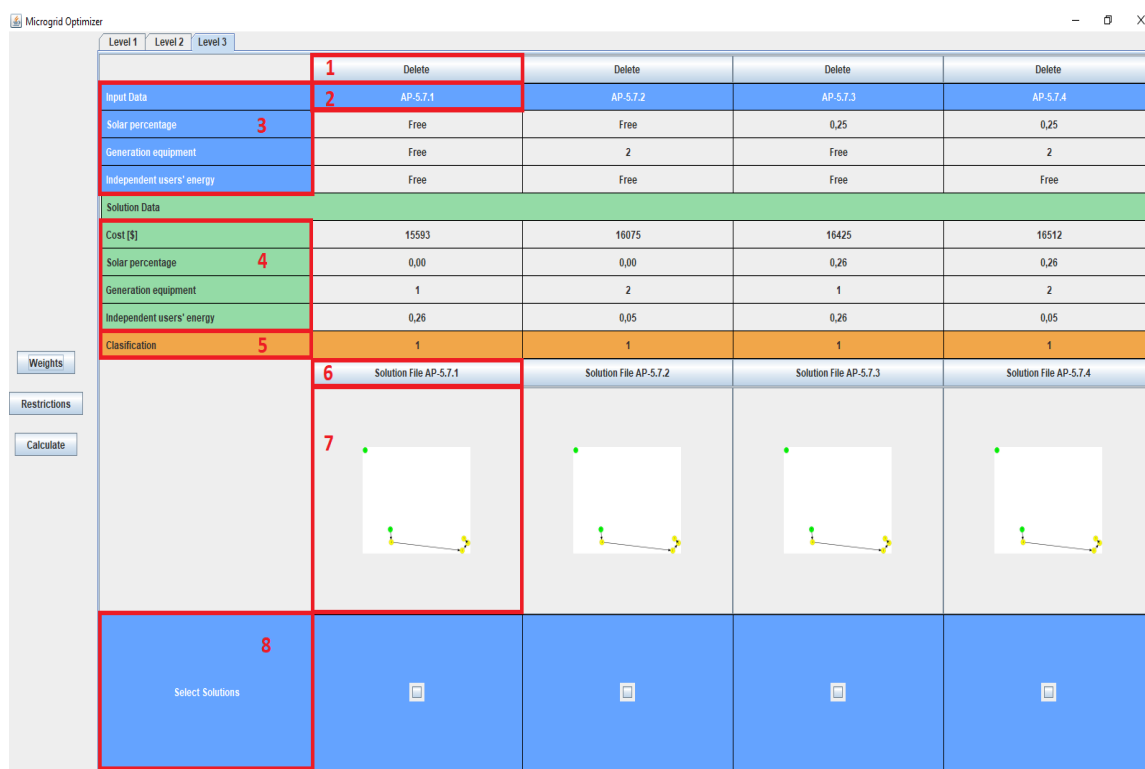 Microgrid Optimizer
Level 1 Level 2 Level 3
1 Delete Delete Delete Delete
Input Data 2 AP-5.7.1 AP-5.7.2 AP-5.7.3 AP-5.7.4
Solar percentage 3 Free Free 0,25 0,25
Generation equipment Free 2 Free 2
Independent users' energy Free Free Free Free
Solution Data
Cost [$] 15593 16075 16425 16512
Solar percentage 4 0,00 0,00 0,26 0,26
Generation equipment 1 2 1 2
Independent users' energy 0,26 0,05 0,26 0,05
Clasification 5 1 1 1 1
Weights
6 Solution File AP-5.7.1 Solution File AP-5.7.2 Solution File AP-5.7.3 Solution File AP-5.7.4
Restrictions
Calculate
7
8
Select Solutions